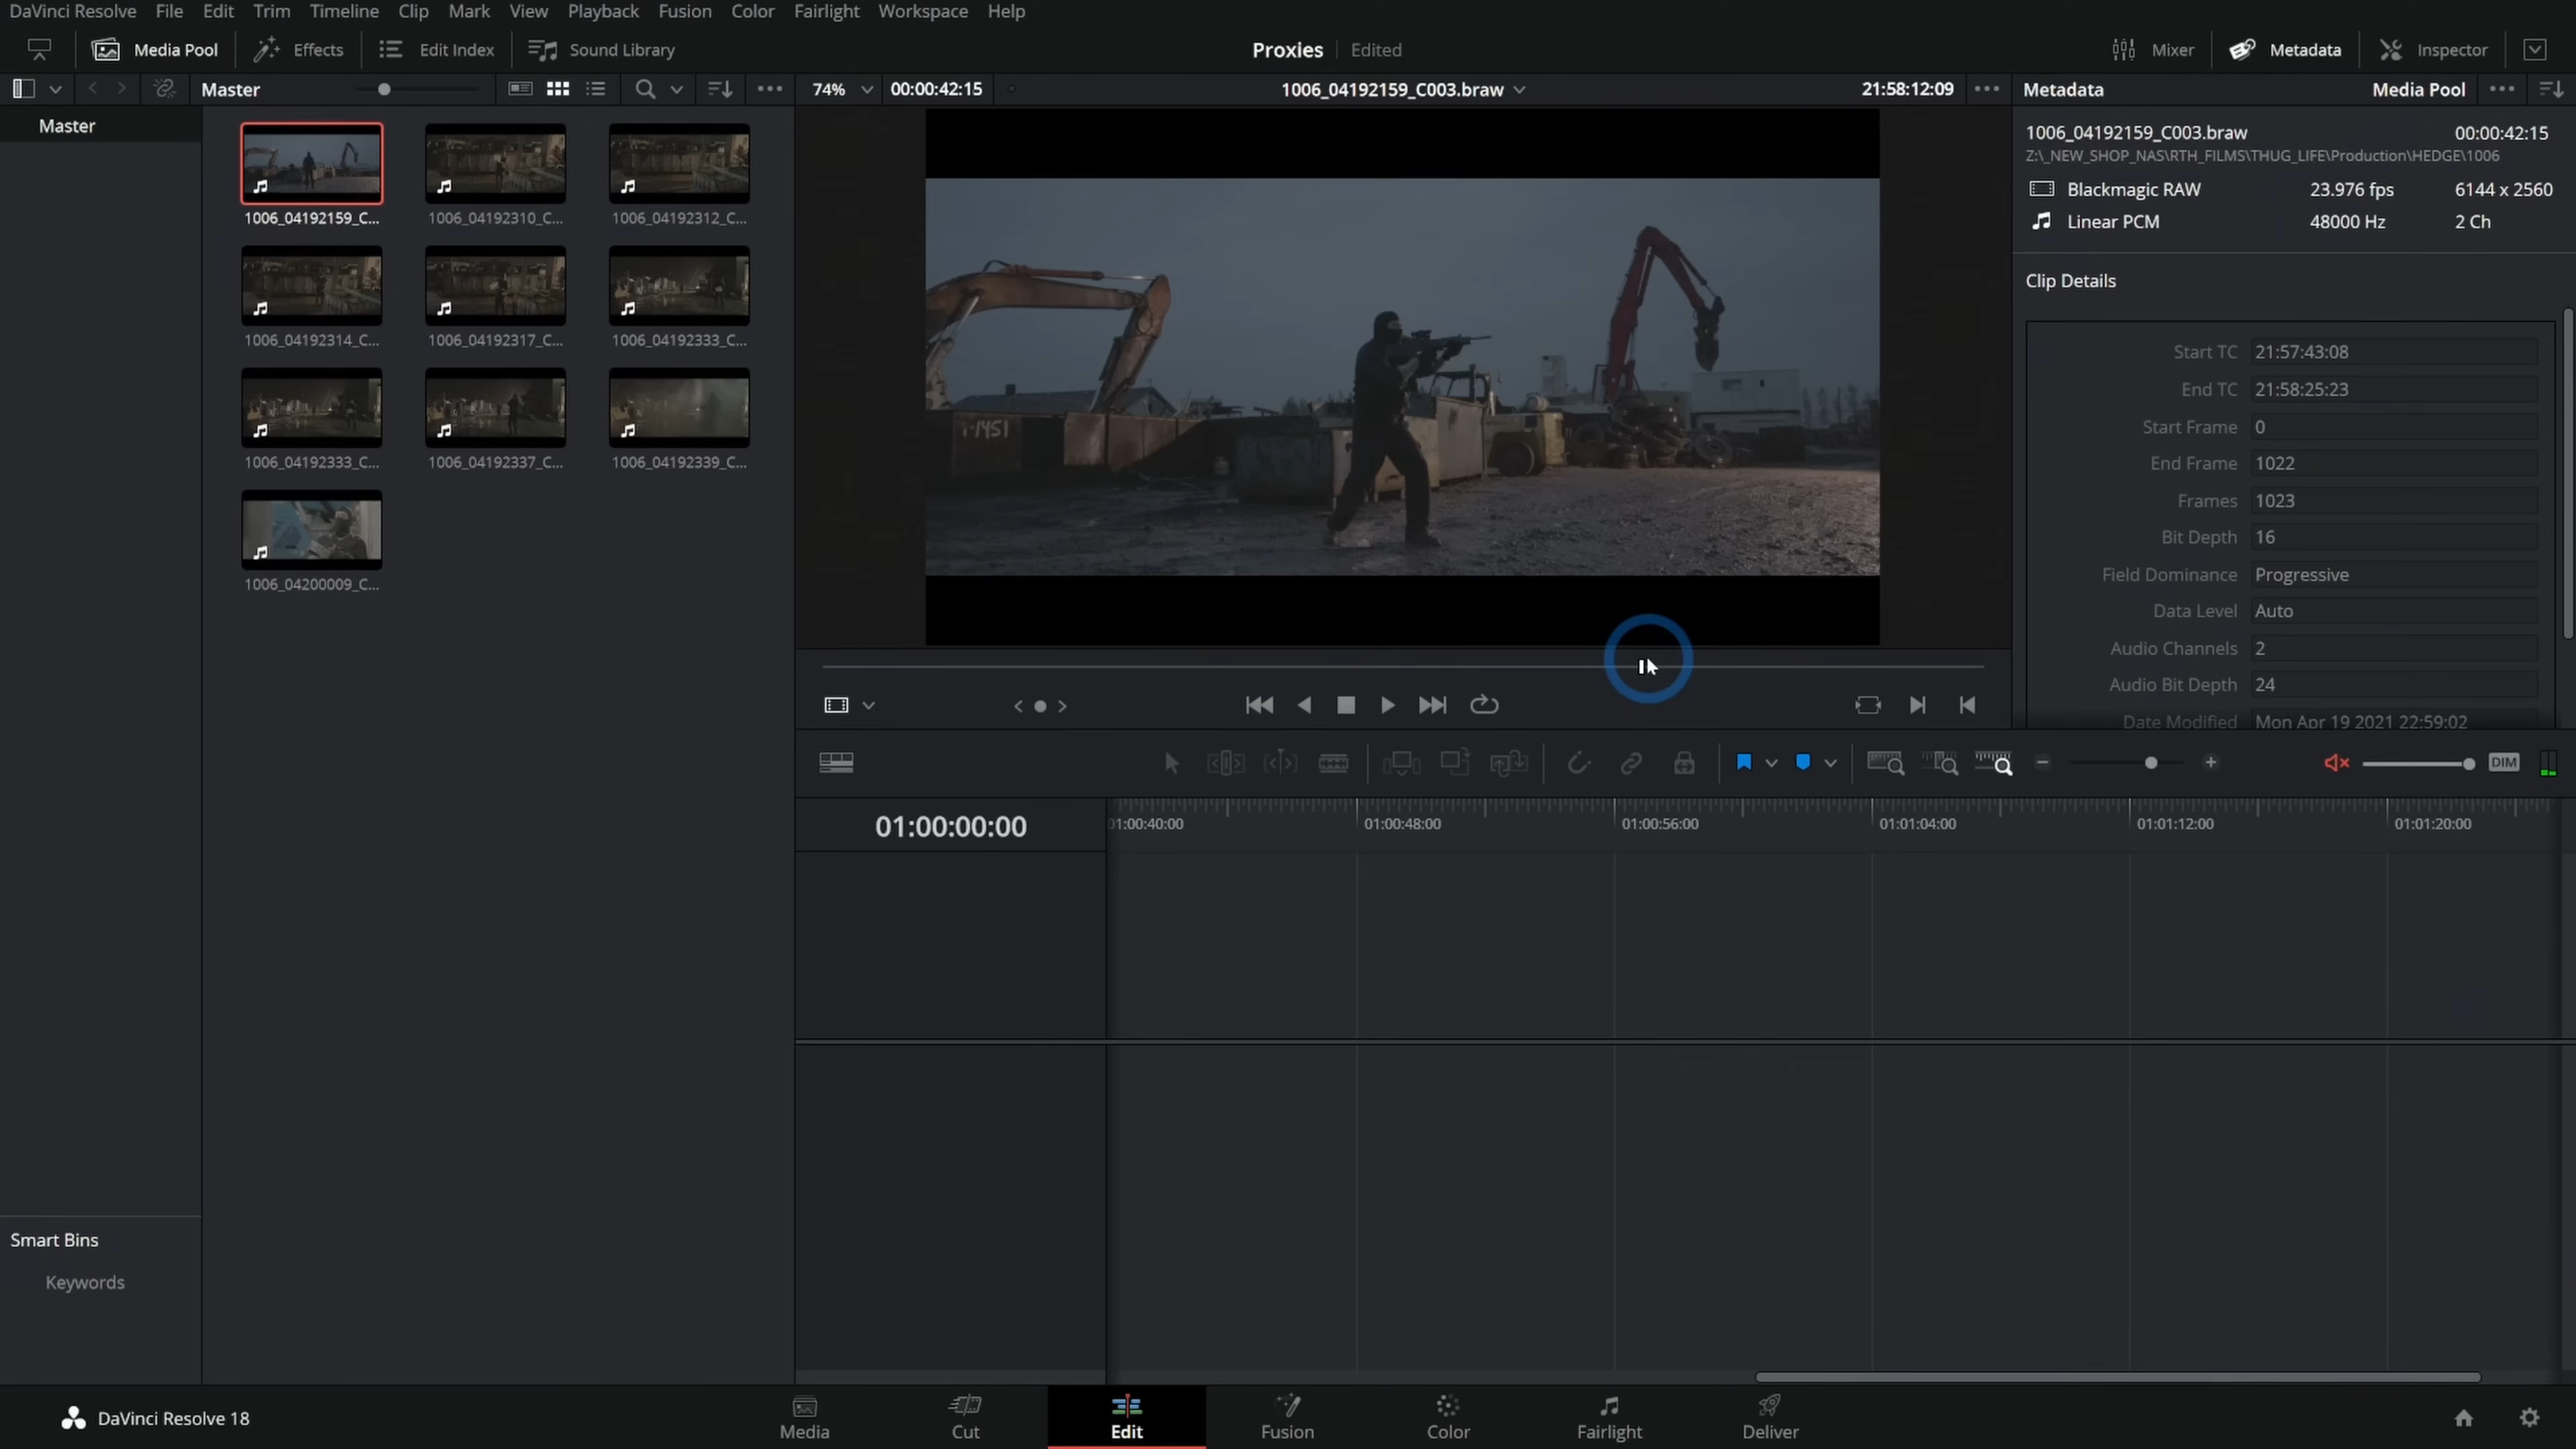 DaVinci Resolve File Edit Trim Timeline Clip Mark View Playback Fusion Color Fairlight Workspace Help
Media Pool Effects Edit Index Sound Library Proxies Edited Mixer Metadata Inspector
Master 74% 00:00:42:15 1006_04192159_C003.braw 21:58:12:09 Metadata Media Pool
Master
1006_04192159_C... 1006_04192310_C... 1006_04192312_C...
1006_04192314_C... 1006_04192317_C... 1006_04192333_C...
1006_04192333_C... 1006_04192337_C... 1006_04192339_C...
1006_04200009_C...
1-1451
1006_04192159_C003.braw 00:00:42:15
Z:\_NEW_SHOP_NAS\RTH_FILMS\THUG_LIFE\Production\HEDGE\1006
Blackmagic RAW 23.976 fps 6144 x 2560
Linear PCM 48000 Hz 2 Ch
Clip Details
Start TC 21:57:43:08
End TC 21:58:25:23
Start Frame 0
End Frame 1022
Frames 1023
Bit Depth 16
Field Dominance Progressive
Data Level Auto
Audio Channels 2
Audio Bit Depth 24
Date Modified Mon Apr 19 2021 22:59:02
DIM
01:00:00:00
01:00:40:00 01:00:48:00 01:00:56:00 01:01:04:00 01:01:12:00 01:01:20:00
Smart Bins
Keywords
DaVinci Resolve 18
Media Cut Edit Fusion Color Fairlight Deliver